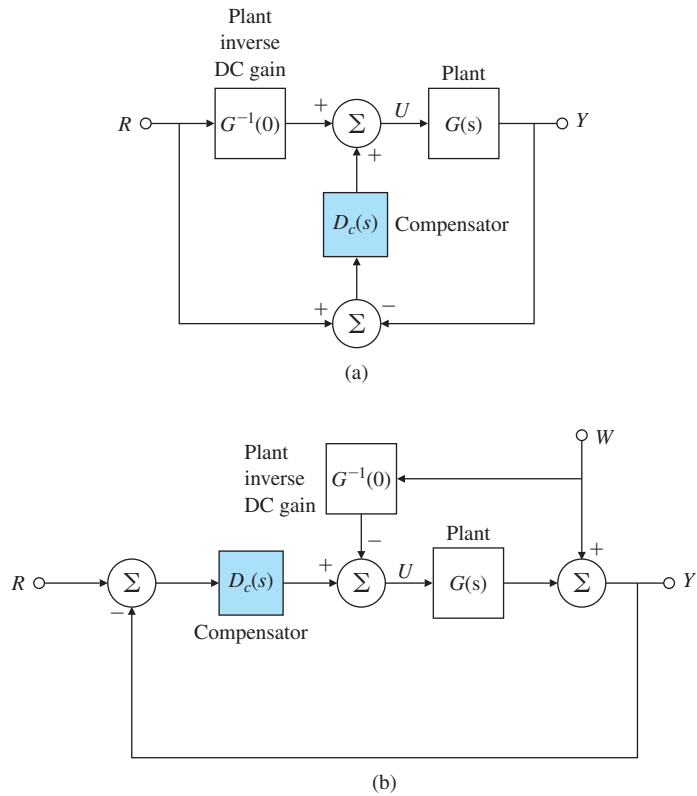 Plant
inverse
DC gain
Plant
R
G⁻¹(0)
+
Σ
U
G(s)
Y
+
D_c(s)
Compensator
+
Σ
−
(a)
W
Plant
inverse
DC gain
G⁻¹(0)
−
Plant
+
R
Σ
−
D_c(s)
Compensator
+
Σ
U
G(s)
Σ
Y
(b)